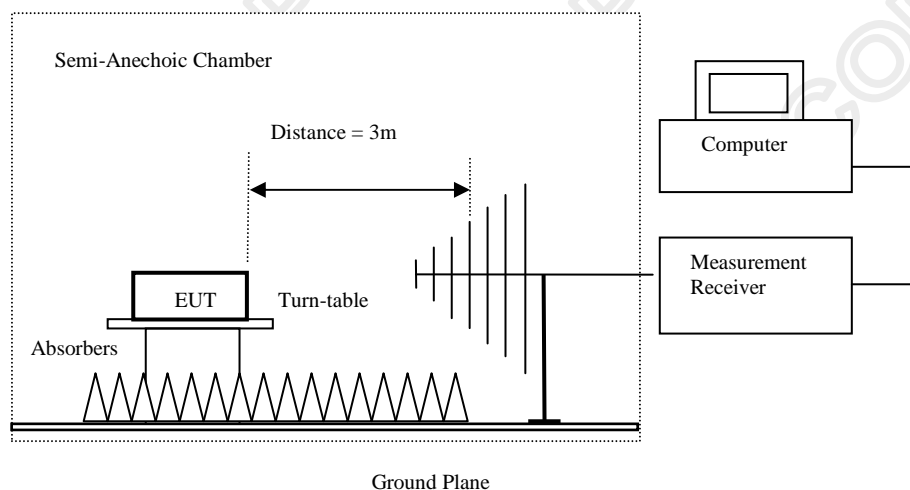 Semi-Anechoic Chamber
Distance = 3m
Computer
Measurement
Receiver
EUT
Turn-table
Absorbers
Ground Plane